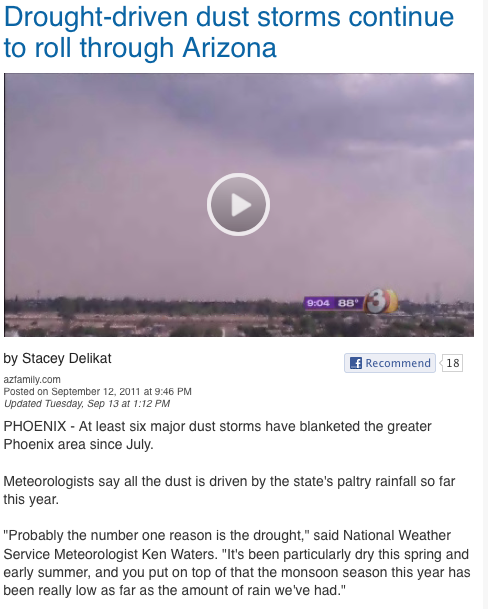 Drought-driven dust storms continue
to roll through Arizona
9:04 88° 3
by Stacey Delikat
Recommend 18
azfamily.com
Posted on September 12, 2011 at 9:46 PM
Updated Tuesday, Sep 13 at 1:12 PM
PHOENIX - At least six major dust storms have blanketed the greater
Phoenix area since July.
Meteorologists say all the dust is driven by the state's paltry rainfall so far
this year.
"Probably the number one reason is the drought," said National Weather
Service Meteorologist Ken Waters. "It's been particularly dry this spring and
early summer, and you put on top of that the monsoon season this year has
been really low as far as the amount of rain we've had."